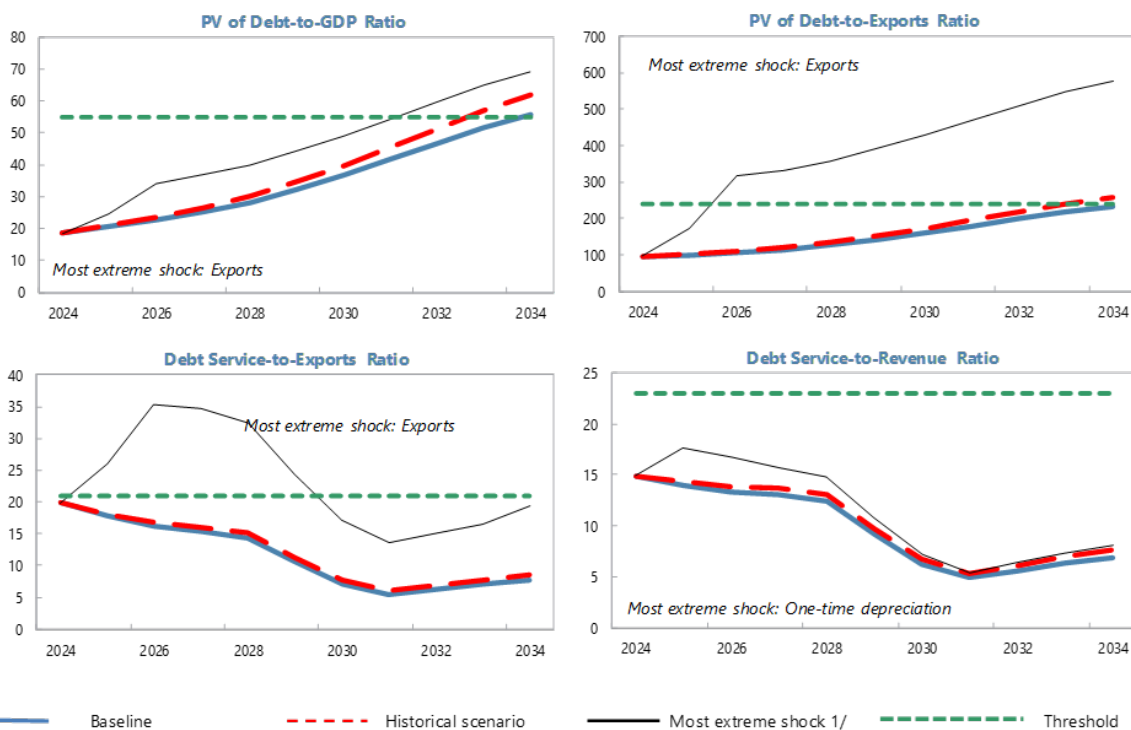 PV of Debt-to-GDP Ratio
80
70
60
50
40
30
20
10
0
Most extreme shock: Exports
2024 2026 2028 2030 2032 2034
PV of Debt-to-Exports Ratio
700
600
500
400
300
200
100
0
Most extreme shock: Exports
2024 2026 2028 2030 2032 2034
Debt Service-to-Exports Ratio
40
35
30
25
20
15
10
5
0
Most extreme shock: Exports
2024 2026 2028 2030 2032 2034
Debt Service-to-Revenue Ratio
25
20
15
10
5
0
Most extreme shock: One-time depreciation
2024 2026 2028 2030 2032 2034
Baseline Historical scenario Most extreme shock 1/ Threshold